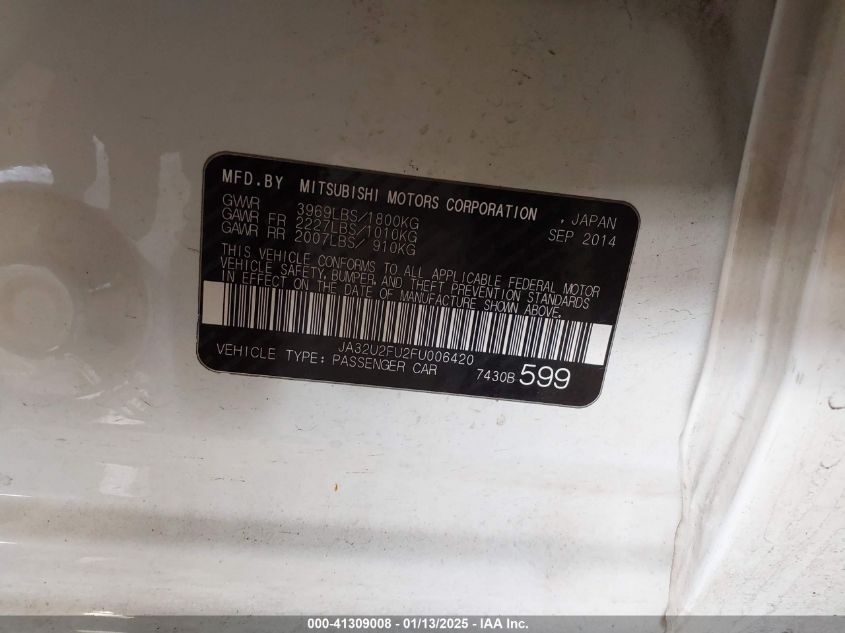 MFD.BY MITSUBISHI MOTORS CORPORATION , JAPAN
GVWR 3969LBS/1800KG SEP 2014
GAWR FR 2227LBS/1010KG
GAWR RR 2007LBS/ 910KG
THIS VEHICLE CONFORMS TO ALL APPLICABLE FEDERAL MOTOR
VEHICLE SAFETY, BUMPER, AND THEFT PREVENTION STANDARDS
IN EFFECT ON THE DATE OF MANUFACTURE SHOWN ABOVE.
JA32U2FU2FU006420
VEHICLE TYPE: PASSENGER CAR 7430B 599
000-41309008 - 01/13/2025 - IAA Inc.